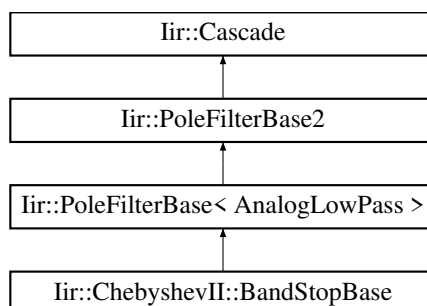 Iir::Cascade
Iir::PoleFilterBase2
Iir::PoleFilterBase< AnalogLowPass >
Iir::ChebyshevII::BandStopBase